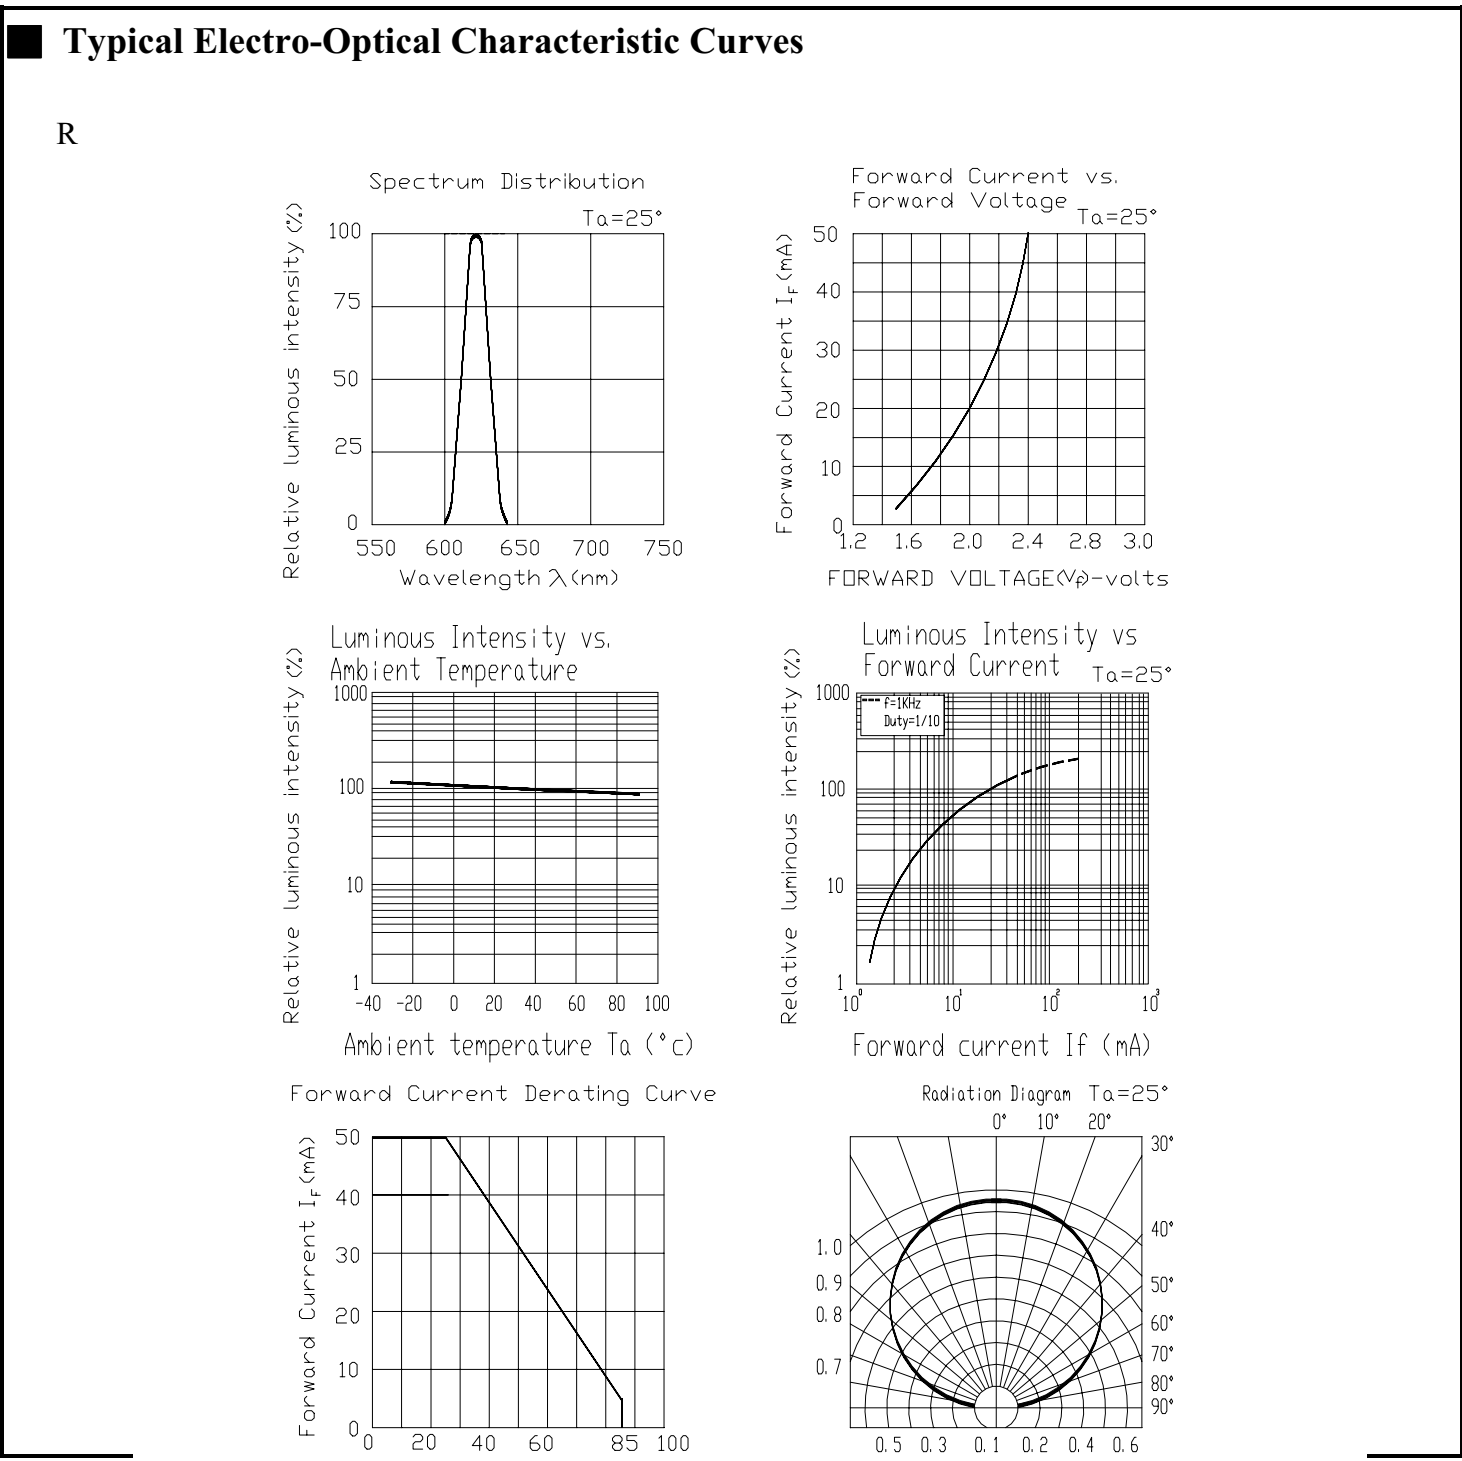 Typical Electro-Optical Characteristic Curves
R
Spectrum Distribution
Ta=25°
Relative luminous intensity (%)
100
75
50
25
0
550 600 650 700 750
Wavelength λ(nm)
Forward Current vs.
Forward Voltage
Ta=25°
Forward Current IF(mA)
50
40
30
20
10
0
1.2 1.6 2.0 2.4 2.8 3.0
FORWARD VOLTAGE(VF)-volts
Luminous Intensity vs.
Ambient Temperature
Relative luminous intensity (%)
1000
100
10
1
-40 -20 0 20 40 60 80 100
Ambient temperature Ta (°c)
Luminous Intensity vs
Forward Current
Ta=25°
Relative luminous intensity (%)
f=1KHz
Duty=1/10
1000
100
10
1
10⁰ 10¹ 10² 10³
Forward current If (mA)
Forward Current Derating Curve
Forward Current IF(mA)
50
40
30
20
10
0
0 20 40 60 85 100
Radiation Diagram Ta=25°
0° 10° 20°
30°
40°
50°
60°
70°
80°
90°
1.0
0.9
0.8
0.7
0.5 0.3 0.1 0.2 0.4 0.6